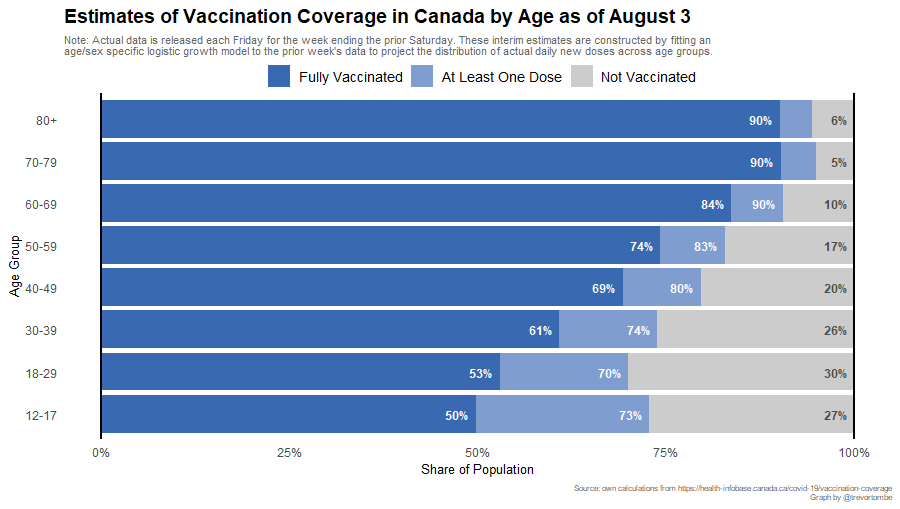 Estimates of Vaccination Coverage in Canada by Age as of August 3
Note: Actual data is released each Friday for the week ending the prior Saturday. These interim estimates are constructed by fitting an
age/sex specific logistic growth model to the prior week's data to project the distribution of actual daily new doses across age groups.
Fully Vaccinated At Least One Dose Not Vaccinated
80+ 90% 6%
70-79 90% 5%
60-69 84% 90% 10%
50-59 74% 83% 17%
Age Group
40-49 69% 80% 20%
30-39 61% 74% 26%
18-29 53% 70% 30%
12-17 50% 73% 27%
0% 25% 50% 75% 100%
Share of Population
Source: own calculations from https://health-infobase.canada.ca/covid-19/vaccination-coverage
Graph by @trevortombe